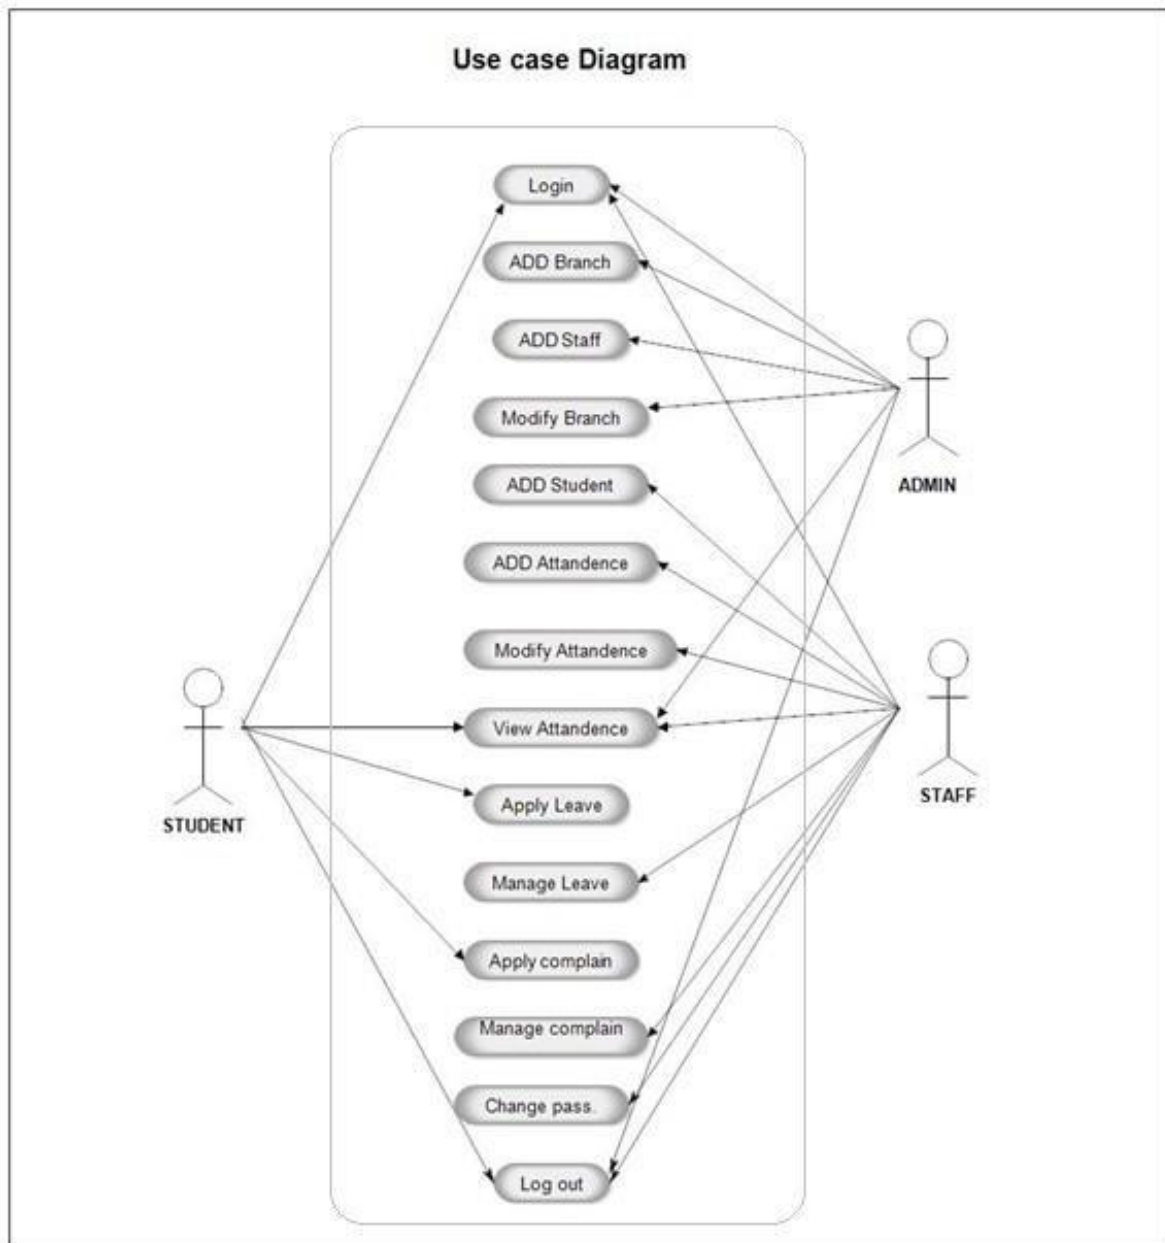 Use case Diagram
Login
ADD Branch
ADD Staff
Modify Branch
ADD Student
ADD Attandence
Modify Attandence
View Attandence
Apply Leave
Manage Leave
Apply complain
Manage complain
Change pass.
Log out
STUDENT
ADMIN
STAFF